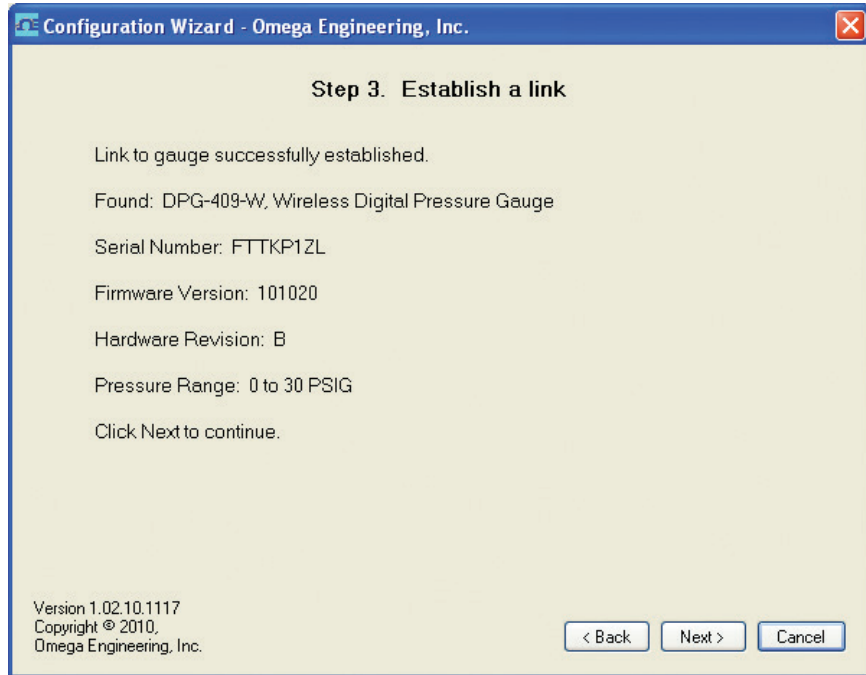 Configuration Wizard - Omega Engineering, Inc.
Step 3. Establish a link
Link to gauge successfully established.
Found: DPG-409-W, Wireless Digital Pressure Gauge
Serial Number: FTTKP1ZL
Firmware Version: 101020
Hardware Revision: B
Pressure Range: 0 to 30 PSIG
Click Next to continue.
Version 1.02.10.1117
Copyright © 2010,
Omega Engineering, Inc.
< Back Next > Cancel